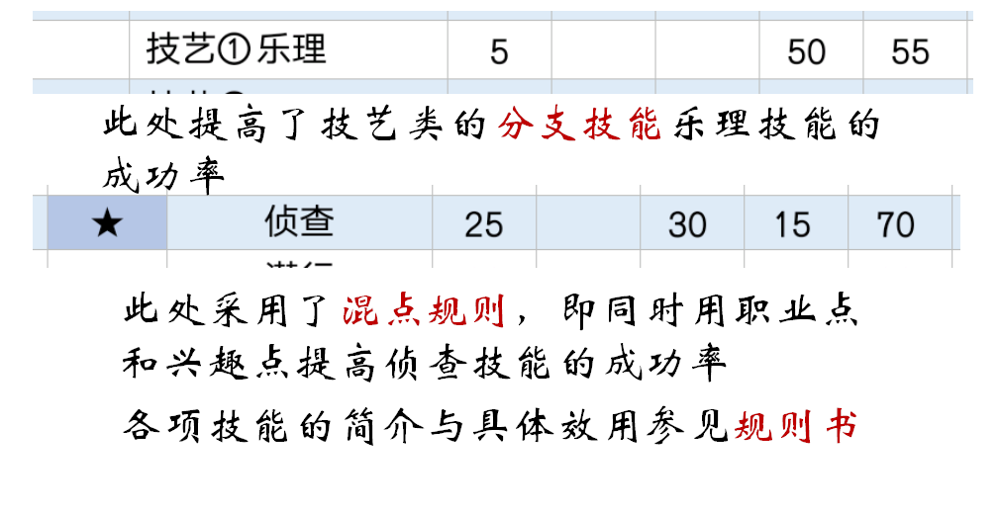 技艺①乐理 5 50 55
此处提高了技艺类的分支技能乐理技能的
成功率
★ 侦查 25 30 15 70
此处采用了混点规则，即同时用职业点
和兴趣点提高侦查技能的成功率
各项技能的简介与具体效用参见规则书